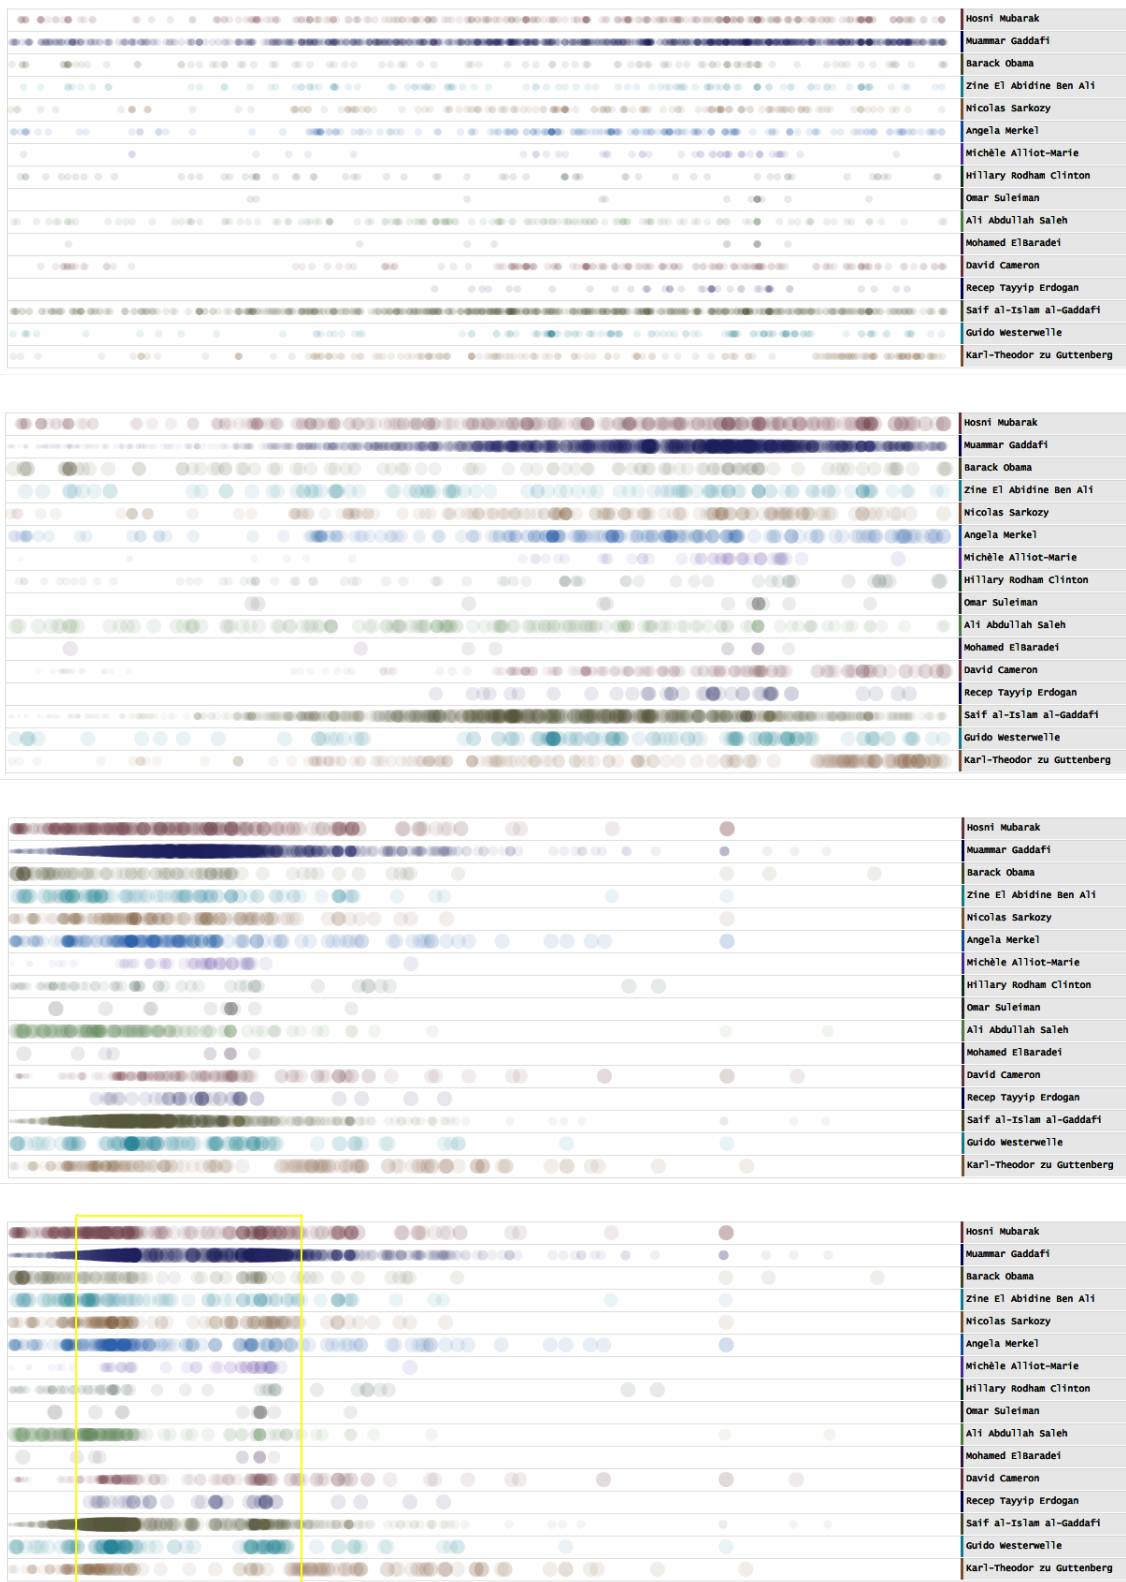 Hosni Mubarak
Muammar Gaddafi
Barack Obama
Zine El Abidine Ben Ali
Nicolas Sarkozy
Angela Merkel
Michèle Alliot-Marie
Hillary Rodham Clinton
Omar Suleiman
Ali Abdullah Saleh
Mohamed ElBaradei
David Cameron
Recep Tayyip Erdogan
Saif al-Islam al-Gaddafi
Guido Westerwelle
Karl-Theodor zu Guttenberg
Hosni Mubarak
Muammar Gaddafi
Barack Obama
Zine El Abidine Ben Ali
Nicolas Sarkozy
Angela Merkel
Michèle Alliot-Marie
Hillary Rodham Clinton
Omar Suleiman
Ali Abdullah Saleh
Mohamed ElBaradei
David Cameron
Recep Tayyip Erdogan
Saif al-Islam al-Gaddafi
Guido Westerwelle
Karl-Theodor zu Guttenberg
Hosni Mubarak
Muammar Gaddafi
Barack Obama
Zine El Abidine Ben Ali
Nicolas Sarkozy
Angela Merkel
Michèle Alliot-Marie
Hillary Rodham Clinton
Omar Suleiman
Ali Abdullah Saleh
Mohamed ElBaradei
David Cameron
Recep Tayyip Erdogan
Saif al-Islam al-Gaddafi
Guido Westerwelle
Karl-Theodor zu Guttenberg
Hosni Mubarak
Muammar Gaddafi
Barack Obama
Zine El Abidine Ben Ali
Nicolas Sarkozy
Angela Merkel
Michèle Alliot-Marie
Hillary Rodham Clinton
Omar Suleiman
Ali Abdullah Saleh
Mohamed ElBaradei
David Cameron
Recep Tayyip Erdogan
Saif al-Islam al-Gaddafi
Guido Westerwelle
Karl-Theodor zu Guttenberg